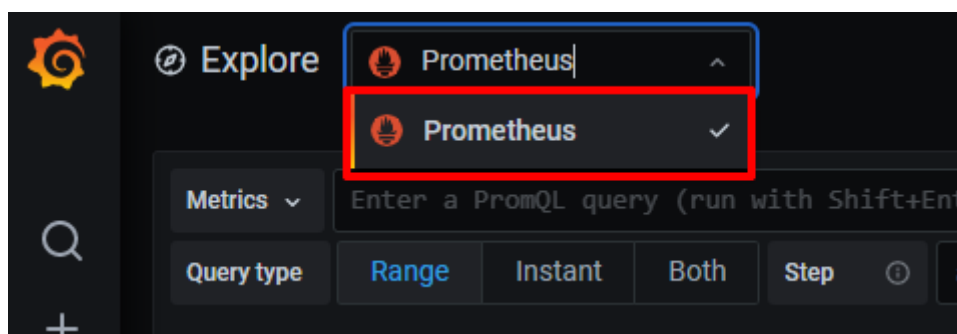 Explore Prometheus
Prometheus
Metrics Enter a PromQL query (run with Shift+Ent
Query type Range Instant Both Step